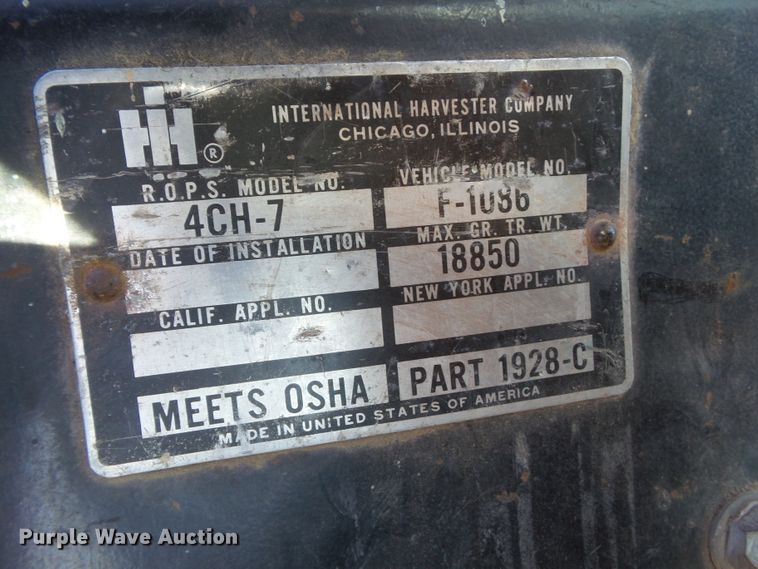 IH ®
INTERNATIONAL HARVESTER COMPANY
CHICAGO, ILLINOIS
R.O.P.S. MODEL NO. VEHICLE MODEL NO.
4CH-7 F-1086
DATE OF INSTALLATION MAX. GR. TR. WT.
18850
CALIF. APPL. NO. NEW YORK APPL. NO.
MEETS OSHA PART 1928-C
MADE IN UNITED STATES OF AMERICA
Purple Wave Auction